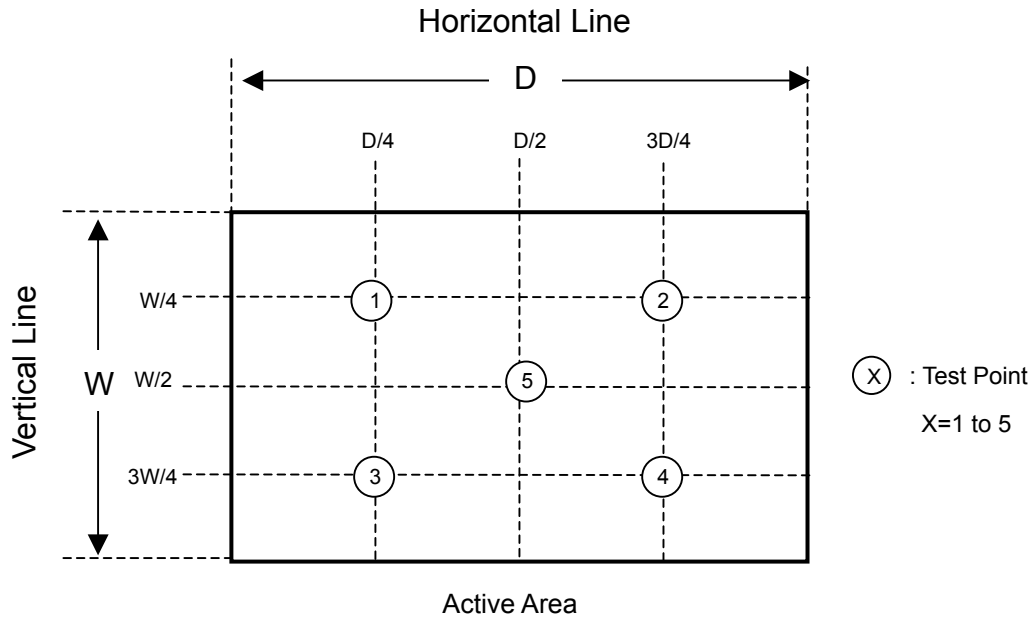 Horizontal Line
D
D/4 D/2 3D/4
Vertical Line
W
W/4
1 2
W/2
5
X : Test Point
X=1 to 5
3W/4
3 4
Active Area